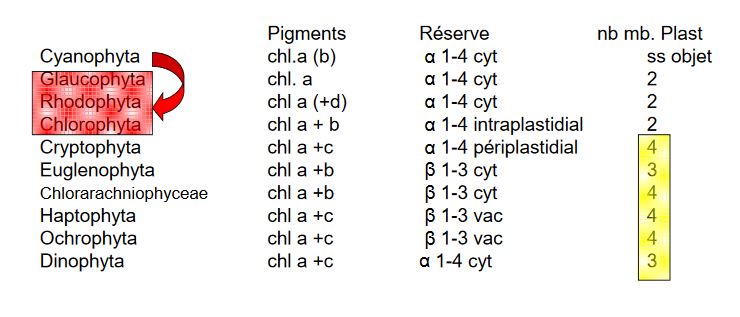 Pigments Réserve nb mb. Plast
Cyanophyta chl.a (b) α 1-4 cyt ss objet
Glaucophyta chl. a α 1-4 cyt 2
Rhodophyta chl a (+d) α 1-4 cyt 2
Chlorophyta chl a + b α 1-4 intraplastidial 2
Cryptophyta chl a +c α 1-4 périplastidial 4
Euglenophyta chl a +b β 1-3 cyt 3
Chlorarachniophyceae chl a +b β 1-3 cyt 4
Haptophyta chl a +c β 1-3 vac 4
Ochrophyta chl a +c β 1-3 vac 4
Dinophyta chl a +c α 1-4 cyt 3